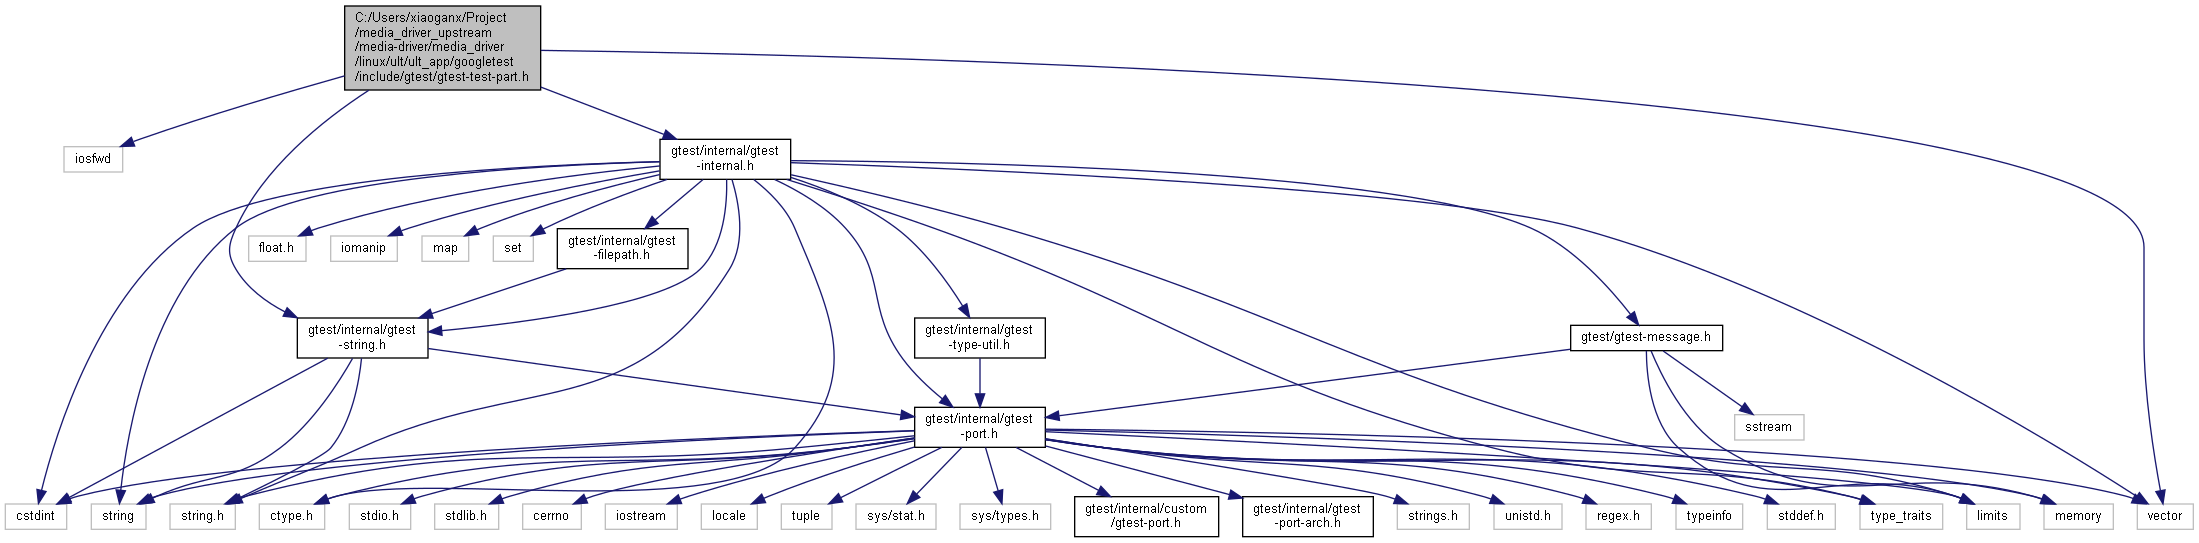 C:/Users/xiaoganx/Project
/media_driver_upstream
/media-driver/media_driver
/linux/ult/ult_app/googletest
/include/gtest/gtest-test-part.h
iosfwd
gtest/internal/gtest
-internal.h
float.h
iomanip
map
set
gtest/internal/gtest
-filepath.h
gtest/internal/gtest
-string.h
gtest/internal/gtest
-type-util.h
gtest/gtest-message.h
gtest/internal/gtest
-port.h
sstream
cstdint
string
string.h
ctype.h
stdio.h
stdlib.h
cerrno
iostream
locale
tuple
sys/stat.h
sys/types.h
gtest/internal/custom
/gtest-port.h
gtest/internal/gtest
-port-arch.h
strings.h
unistd.h
regex.h
typeinfo
stddef.h
type_traits
limits
memory
vector